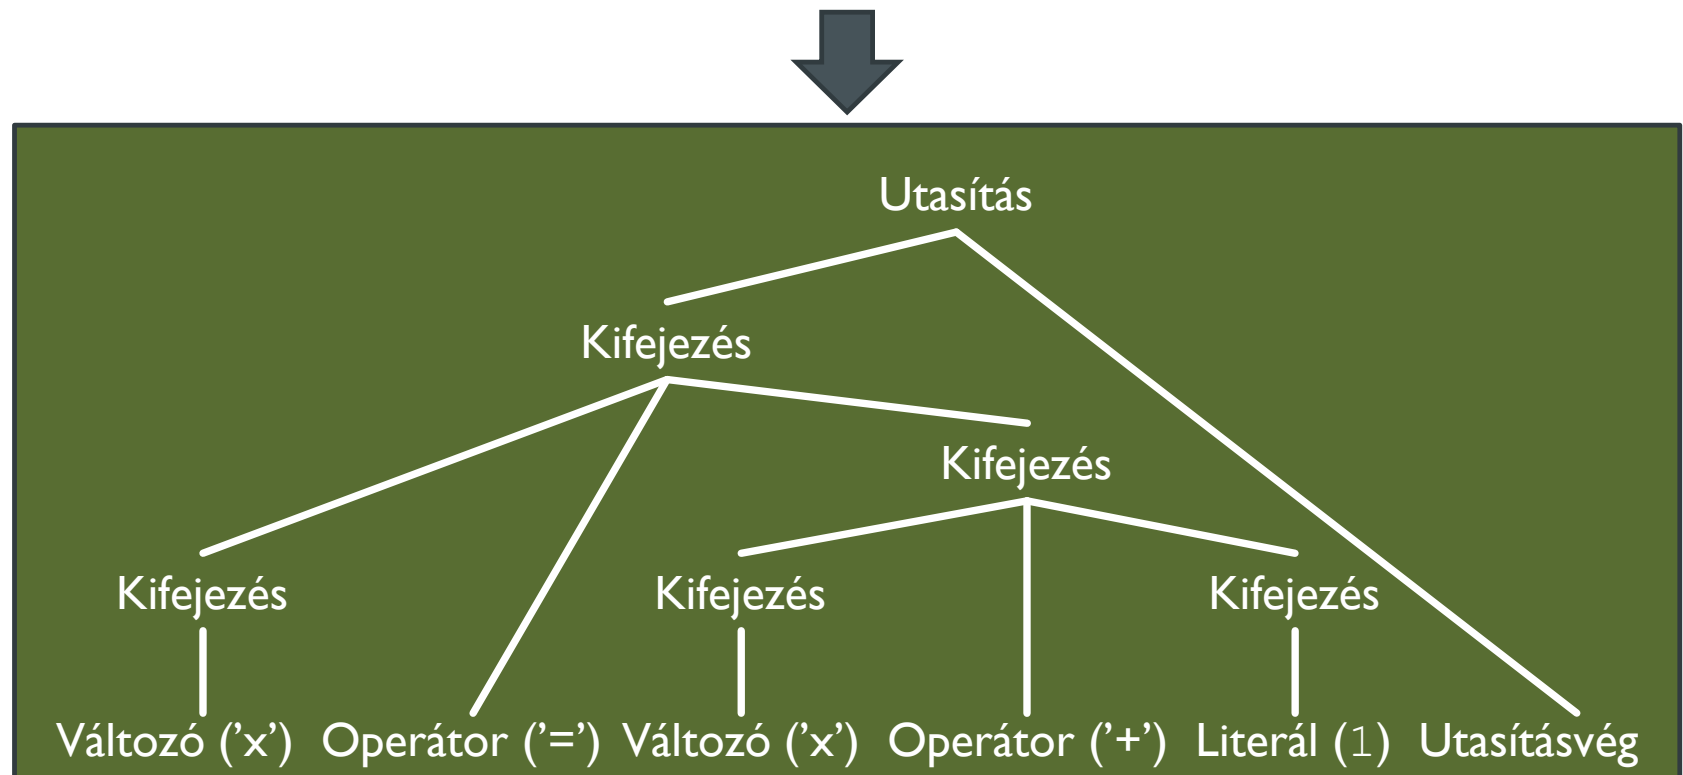 Utasítás
Kifejezés
Kifejezés
Kifejezés Kifejezés Kifejezés
Változó (’x’) Operátor (’=’) Változó (’x’) Operátor (’+’) Literál (1) Utasításvég